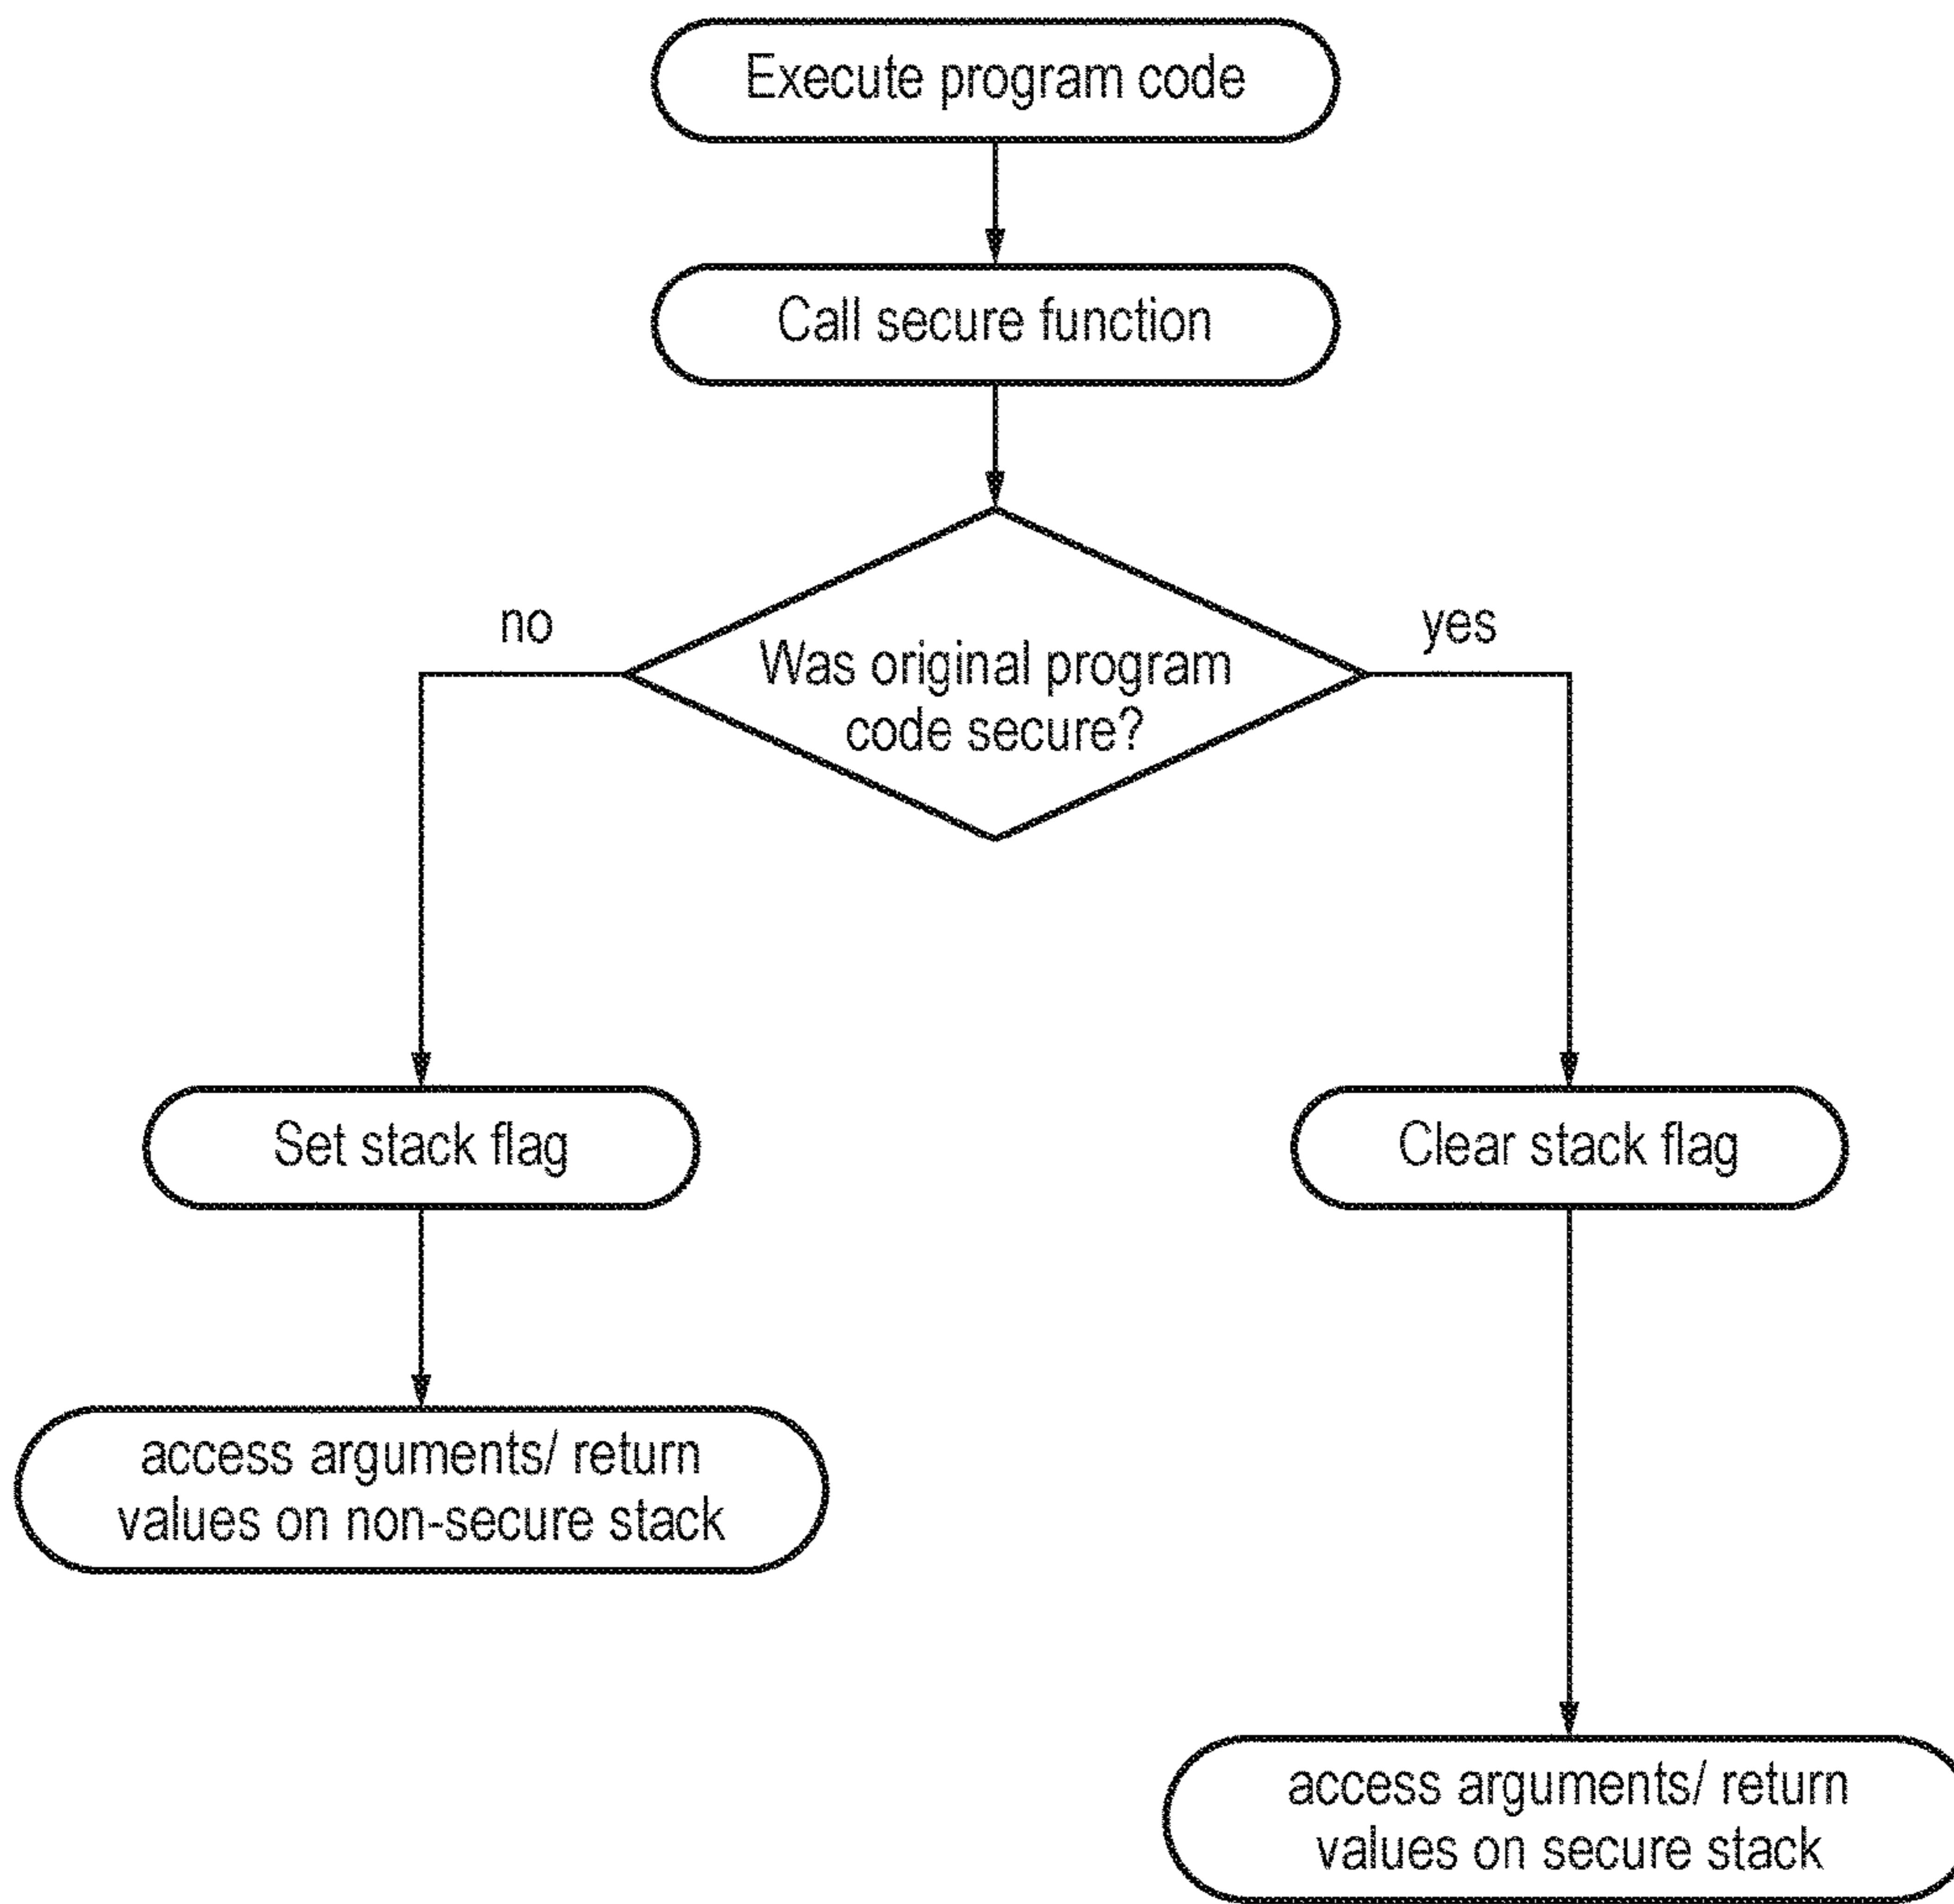 Execute program code
Call secure function
no
yes
Was original program
code secure?
Set stack flag
Clear stack flag
access arguments/ return
values on non-secure stack
access arguments/ return
values on secure stack